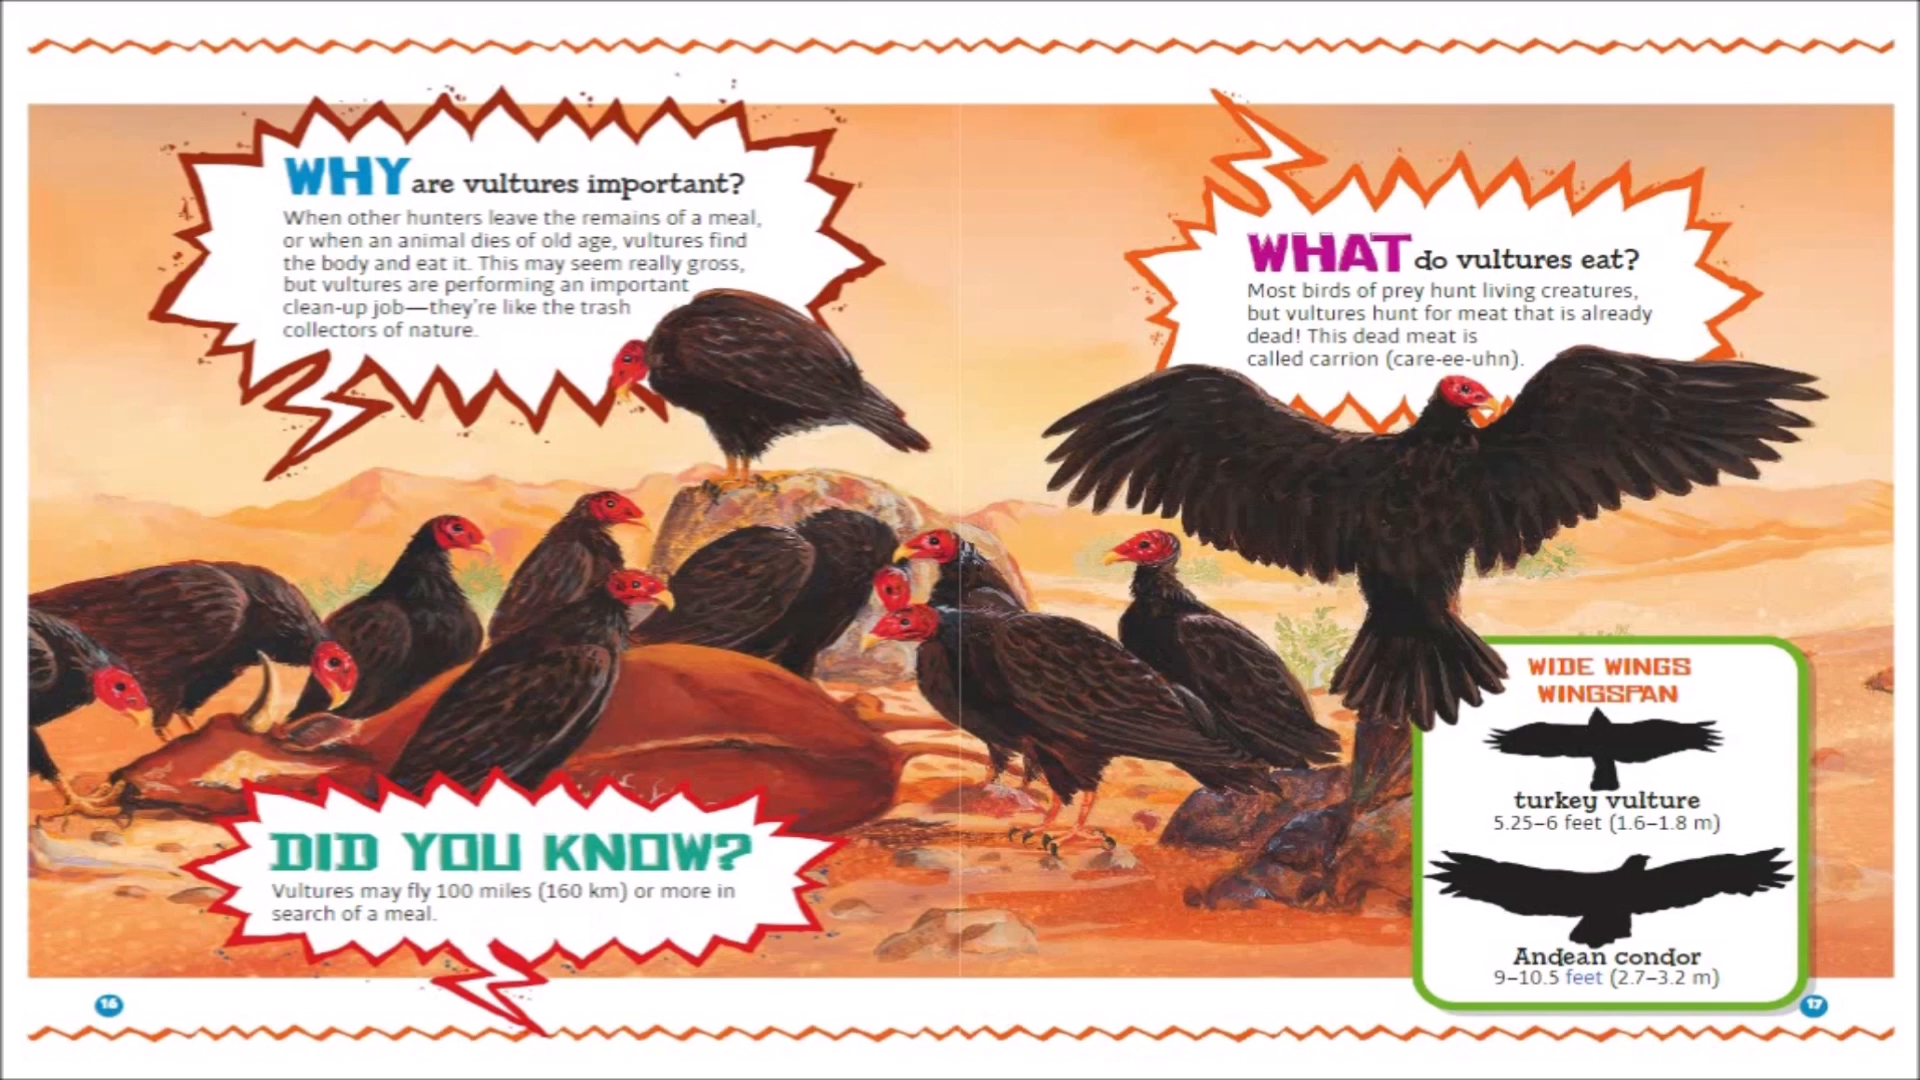 WHY are vultures important?
When other hunters leave the remains of a meal,
or when an animal dies of old age, vultures find
the body and eat it. This may seem really gross,
but vultures are performing an important
clean-up job—they're like the trash
collectors of nature.
WHAT do vultures eat?
Most birds of prey hunt living creatures,
but vultures hunt for meat that is already
dead! This dead meat is
called carrion (care-ee-uhn).
DID YOU KNOW?
Vultures may fly 100 miles (160 km) or more in
search of a meal.
WIDE WINGS
WINGSPAN
turkey vulture
5.25–6 feet (1.6–1.8 m)
Andean condor
9–10.5 feet (2.7–3.2 m)
16
17